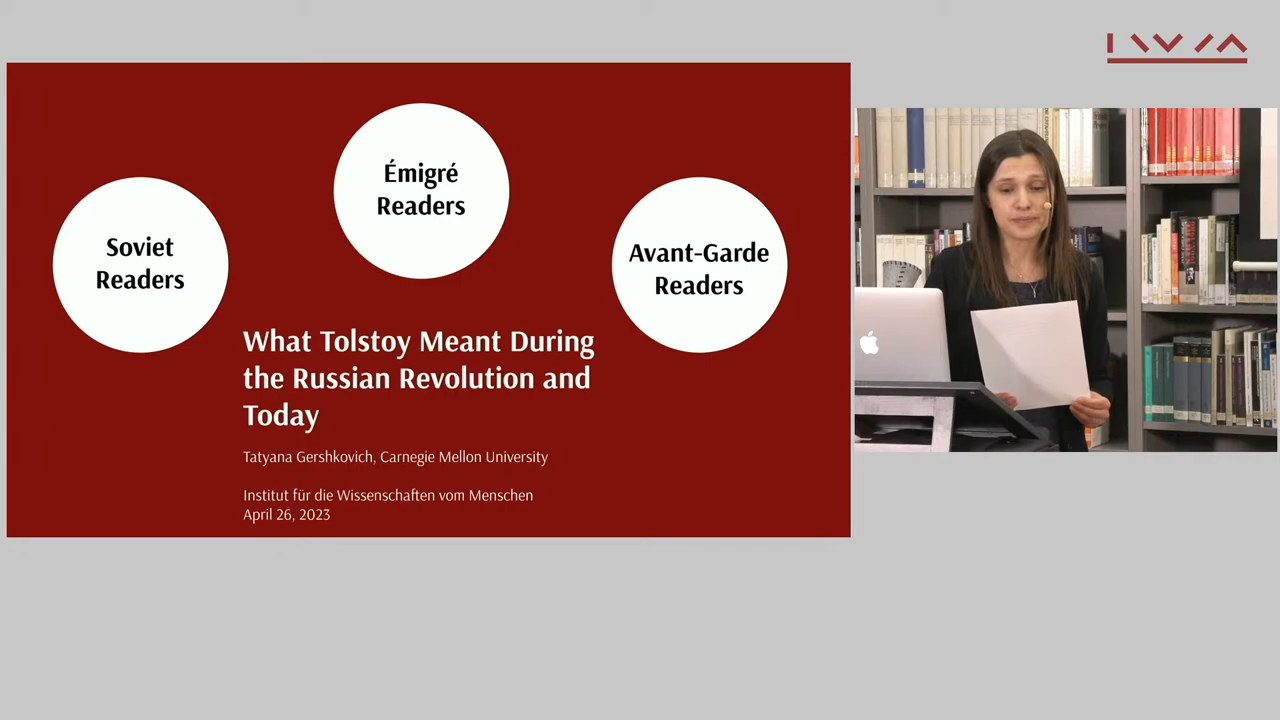 IWM
Émigré
Readers
Soviet
Readers
Avant-Garde
Readers
What Tolstoy Meant During
the Russian Revolution and
Today
Tatyana Gershkovich, Carnegie Mellon University
Institut für die Wissenschaften vom Menschen
April 26, 2023